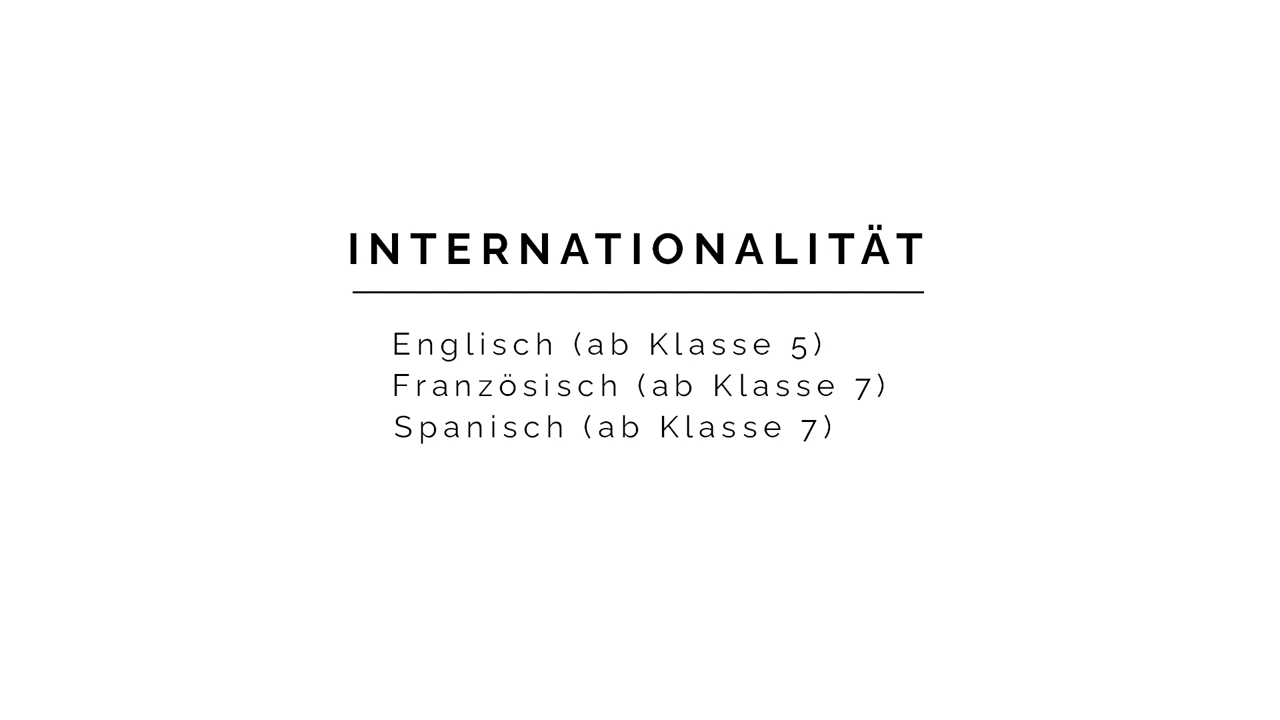 INTERNATIONALITÄT
Englisch (ab Klasse 5)
Französisch (ab Klasse 7)
Spanisch (ab Klasse 7)